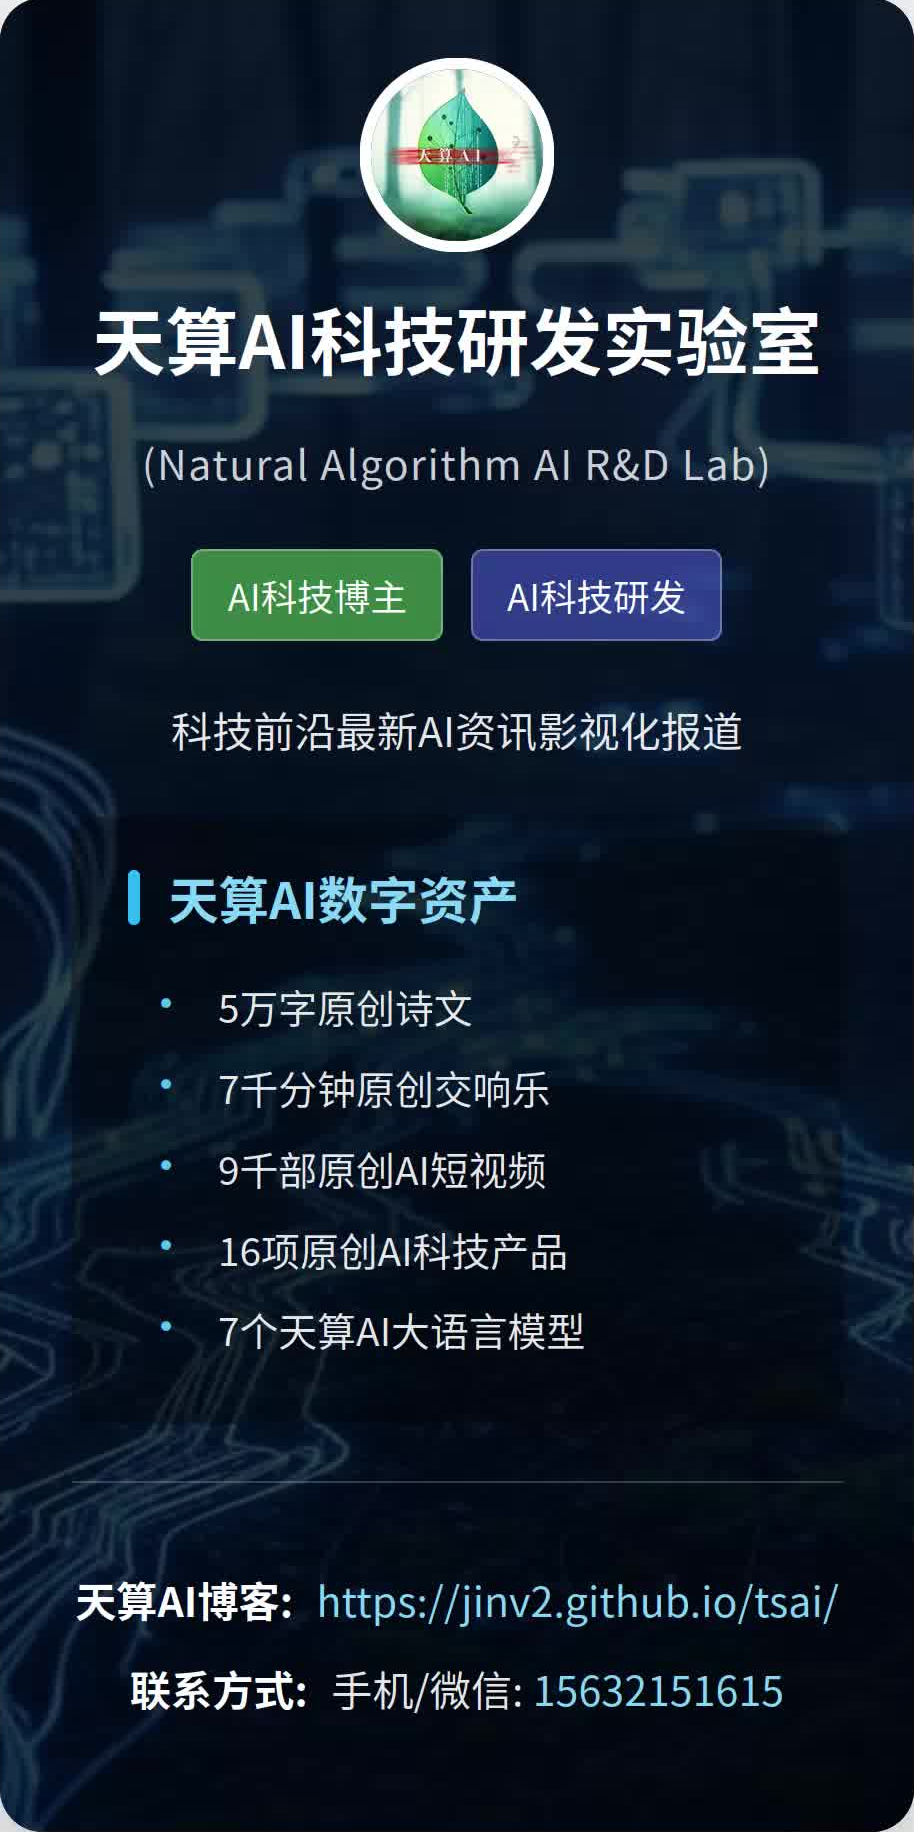 天算AI
天算AI科技研发实验室
(Natural Algorithm AI R&D Lab)
AI科技博主 AI科技研发
科技前沿最新AI资讯影视化报道
天算AI数字资产
• 5万字原创诗文
• 7千分钟原创交响乐
• 9千部原创AI短视频
• 16项原创AI科技产品
• 7个天算AI大语言模型
天算AI博客: https://jinv2.github.io/tsai/
联系方式: 手机/微信: 15632151615